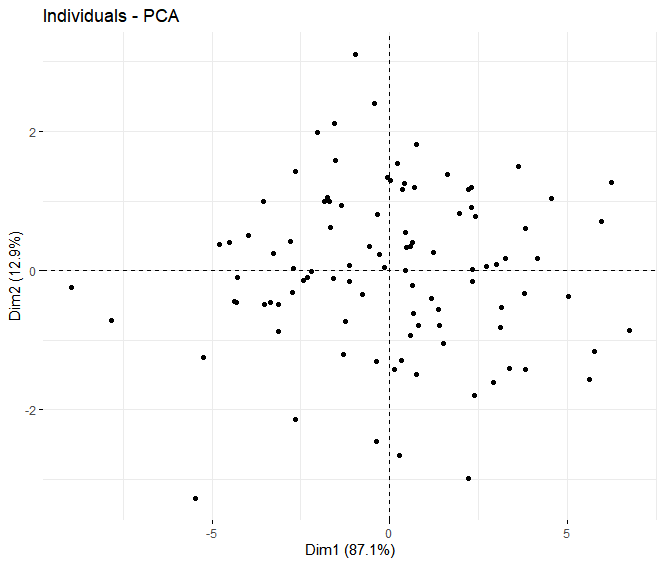 Individuals - PCA
2
0
-2
Dim2 (12.9%)
-5
0
5
Dim1 (87.1%)